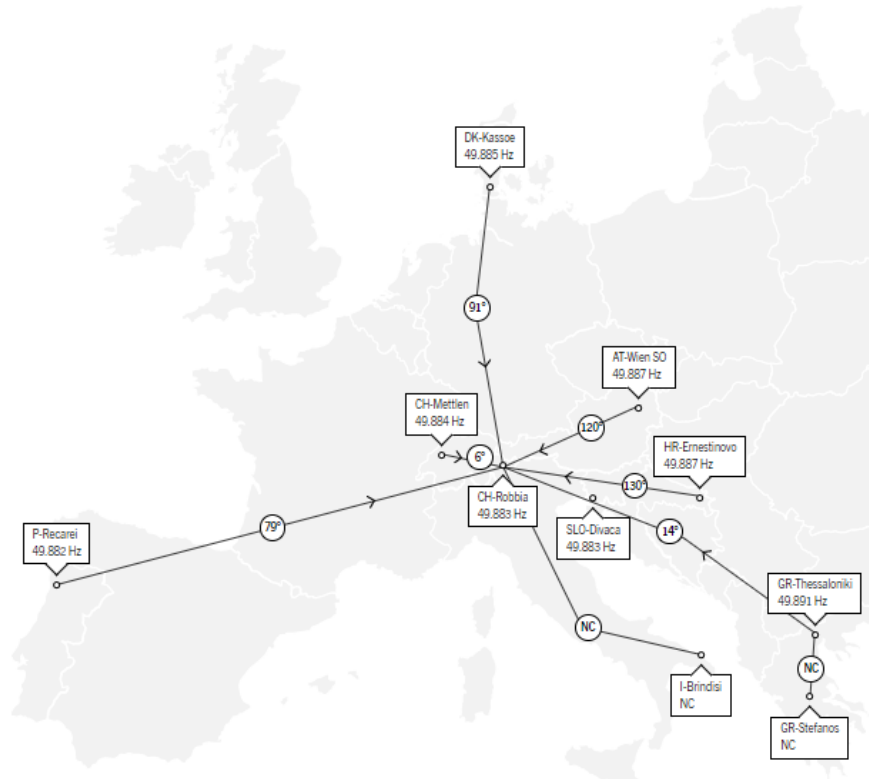 DK-Kassoe
49.885 Hz
91°
AT-Wien SO
49.887 Hz
120°
CH-Mettlen
49.884 Hz
6°
HR-Ernestinovo
49.887 Hz
130°
CH-Robbia
49.883 Hz
SLO-Divaca
49.883 Hz
14°
P-Recarei
49.882 Hz
79°
GR-Thessaloniki
49.891 Hz
NC
I-Brindisi
NC
NC
GR-Stefanos
NC